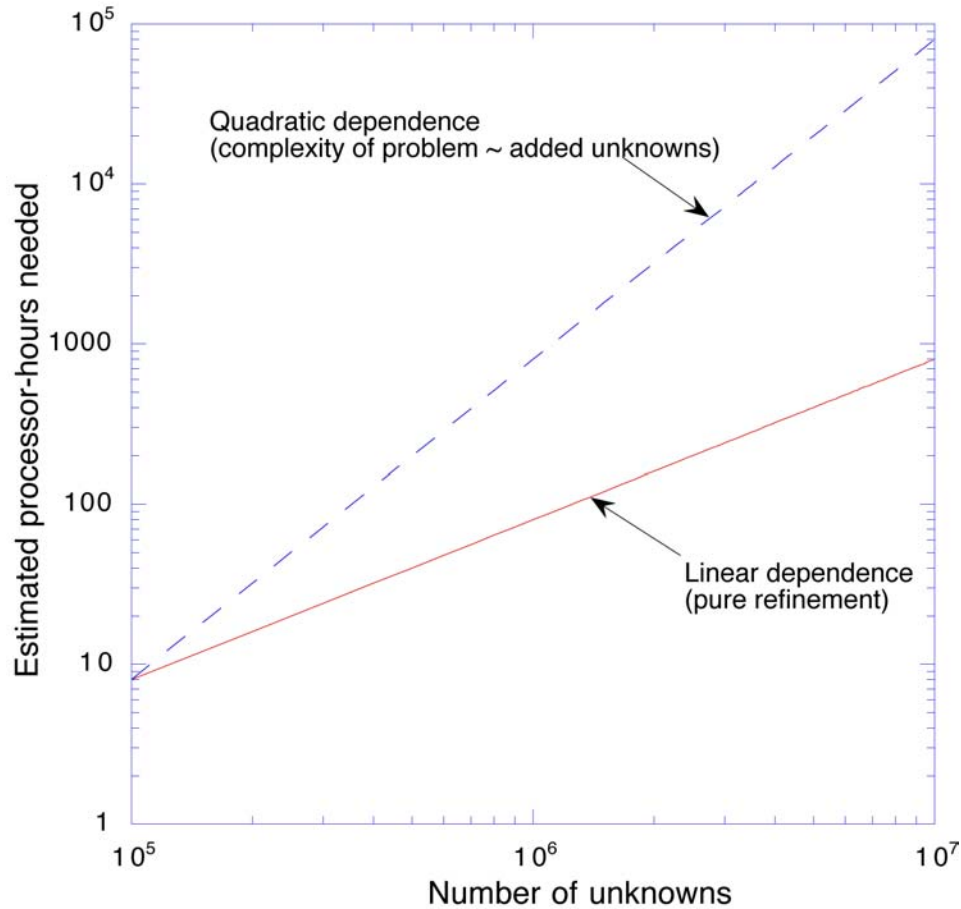 10^5
Quadratic dependence
(complexity of problem ~ added unknowns)
10^4
1000
100
Linear dependence
(pure refinement)
10
1
Estimated processor-hours needed
10^5
10^6
10^7
Number of unknowns